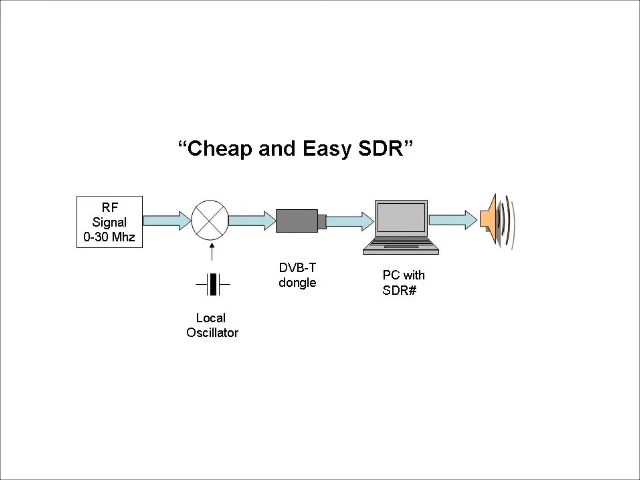 “Cheap and Easy SDR”
RF
Signal
0-30 Mhz
DVB-T
dongle
PC with
SDR#
Local
Oscillator